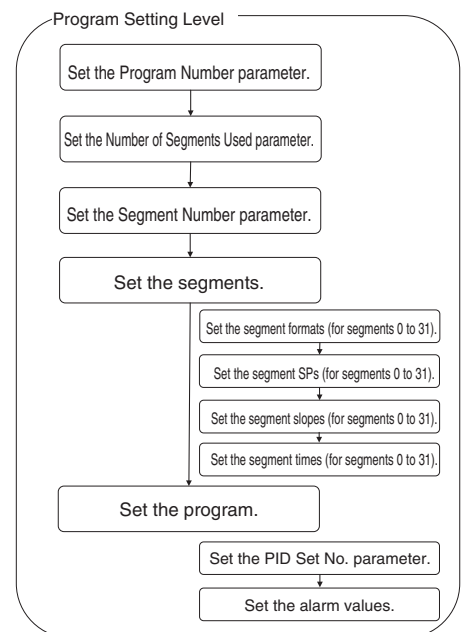 Program Setting Level
Set the Program Number parameter.
Set the Number of Segments Used parameter.
Set the Segment Number parameter.
Set the segments.
Set the segment formats (for segments 0 to 31).
Set the segment SPs (for segments 0 to 31).
Set the segment slopes (for segments 0 to 31).
Set the segment times (for segments 0 to 31).
Set the program.
Set the PID Set No. parameter.
Set the alarm values.